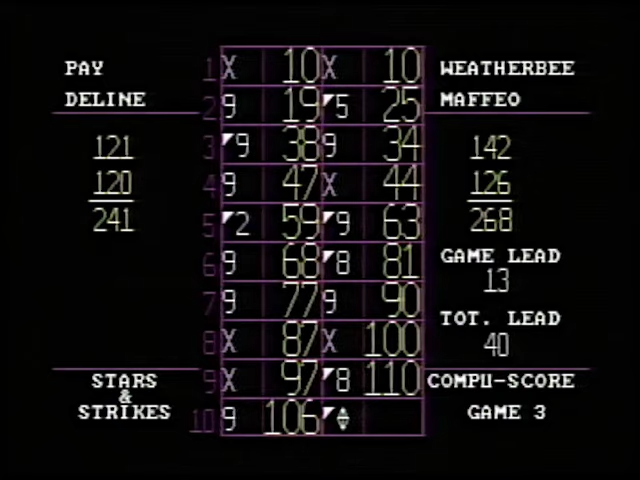 PAY
DELINE
121
120
241
STARS
&
STRIKES
1 X 10 X 10
2 9 19 5 25
3 9 38 9 34
4 9 47 X 44
5 2 59 9 63
6 9 68 8 81
7 9 77 9 90
8 X 87 X 100
9 X 97 8 110
10 9 106
WEATHERBEE
MAFFEO
142
126
268
GAME LEAD
13
TOT. LEAD
40
COMPU-SCORE
GAME 3